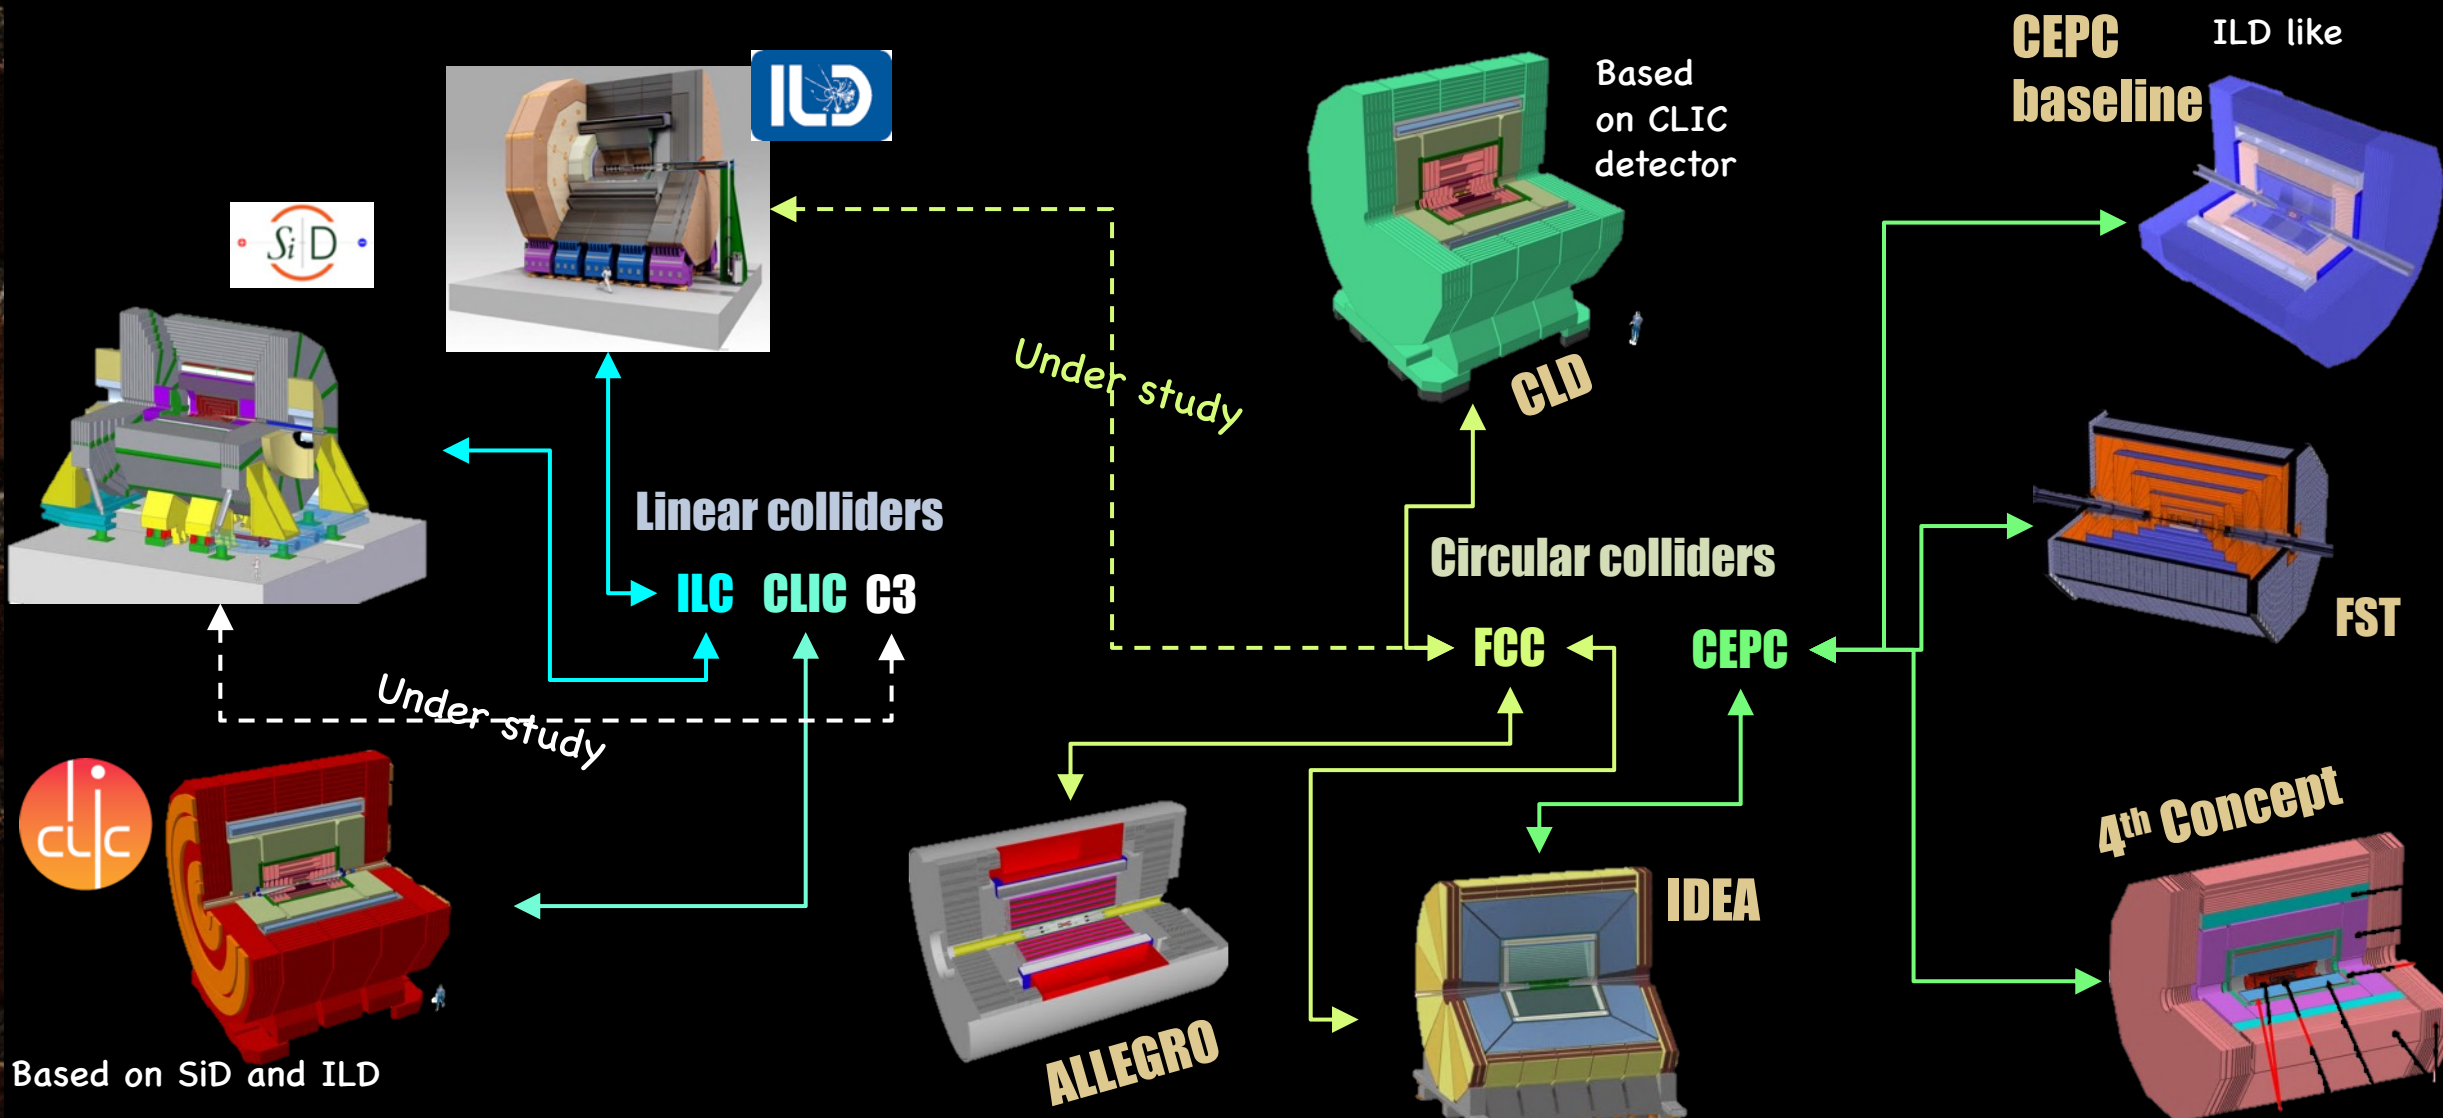 CEPC
baseline
ILD like
ILD
Based
on CLIC
detector
SiD
Under study
CLD
Linear colliders
ILC CLIC C3
Circular colliders
FCC CEPC
FST
Under study
clic
4th Concept
IDEA
ALLEGRO
Based on SiD and ILD